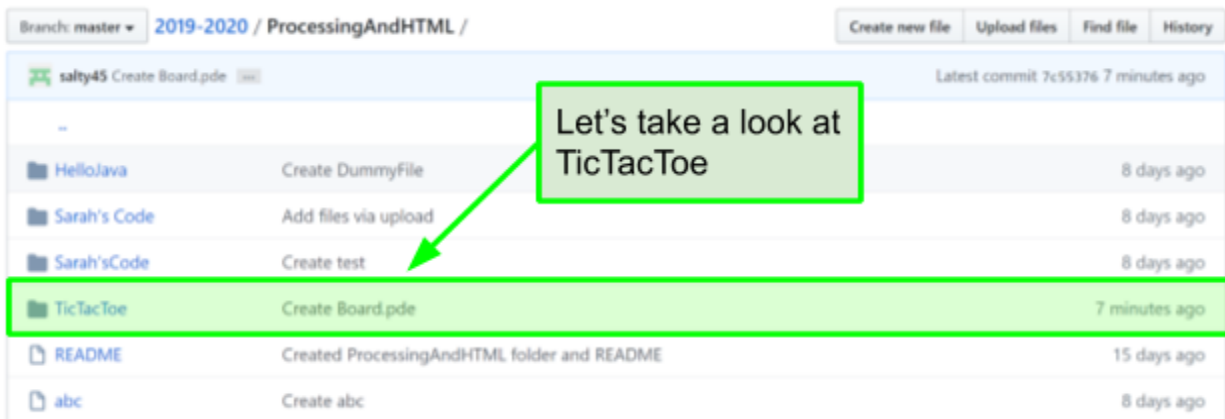 Branch: master 2019-2020 / ProcessingAndHTML / Create new file Upload files Find file History
salty45 Create Board.pde ... Latest commit 7c55376 7 minutes ago
..
Let's take a look at
TicTacToe
HelloJava Create DummyFile 8 days ago
Sarah's Code Add files via upload 8 days ago
Sarah'sCode Create test 8 days ago
TicTacToe Create Board.pde 7 minutes ago
README Created ProcessingAndHTML folder and README 15 days ago
abc Create abc 8 days ago